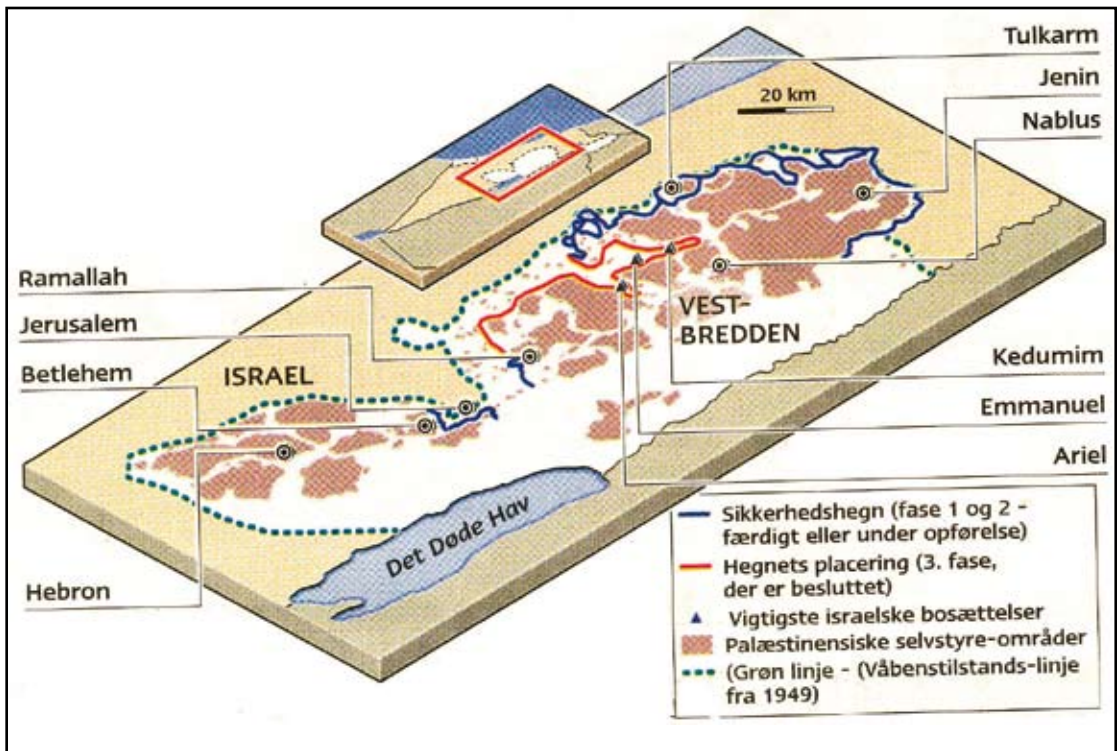 Tulkarm
Jenin
Nablus
20 km
Ramallah
Jerusalem
Betlehem
ISRAEL
VEST-
BREDDEN
Kedumim
Emmanuel
Ariel
Det Døde Hav
Hebron
Sikkerhedshegn (fase 1 og 2 -
færdigt eller under opførelse)
Hegnets placering (3. fase,
der er besluttet)
Vigtigste israelske bosættelser
Palæstinensiske selvstyre-områder
(Grøn linje - (Våbenstilstands-linje
fra 1949)